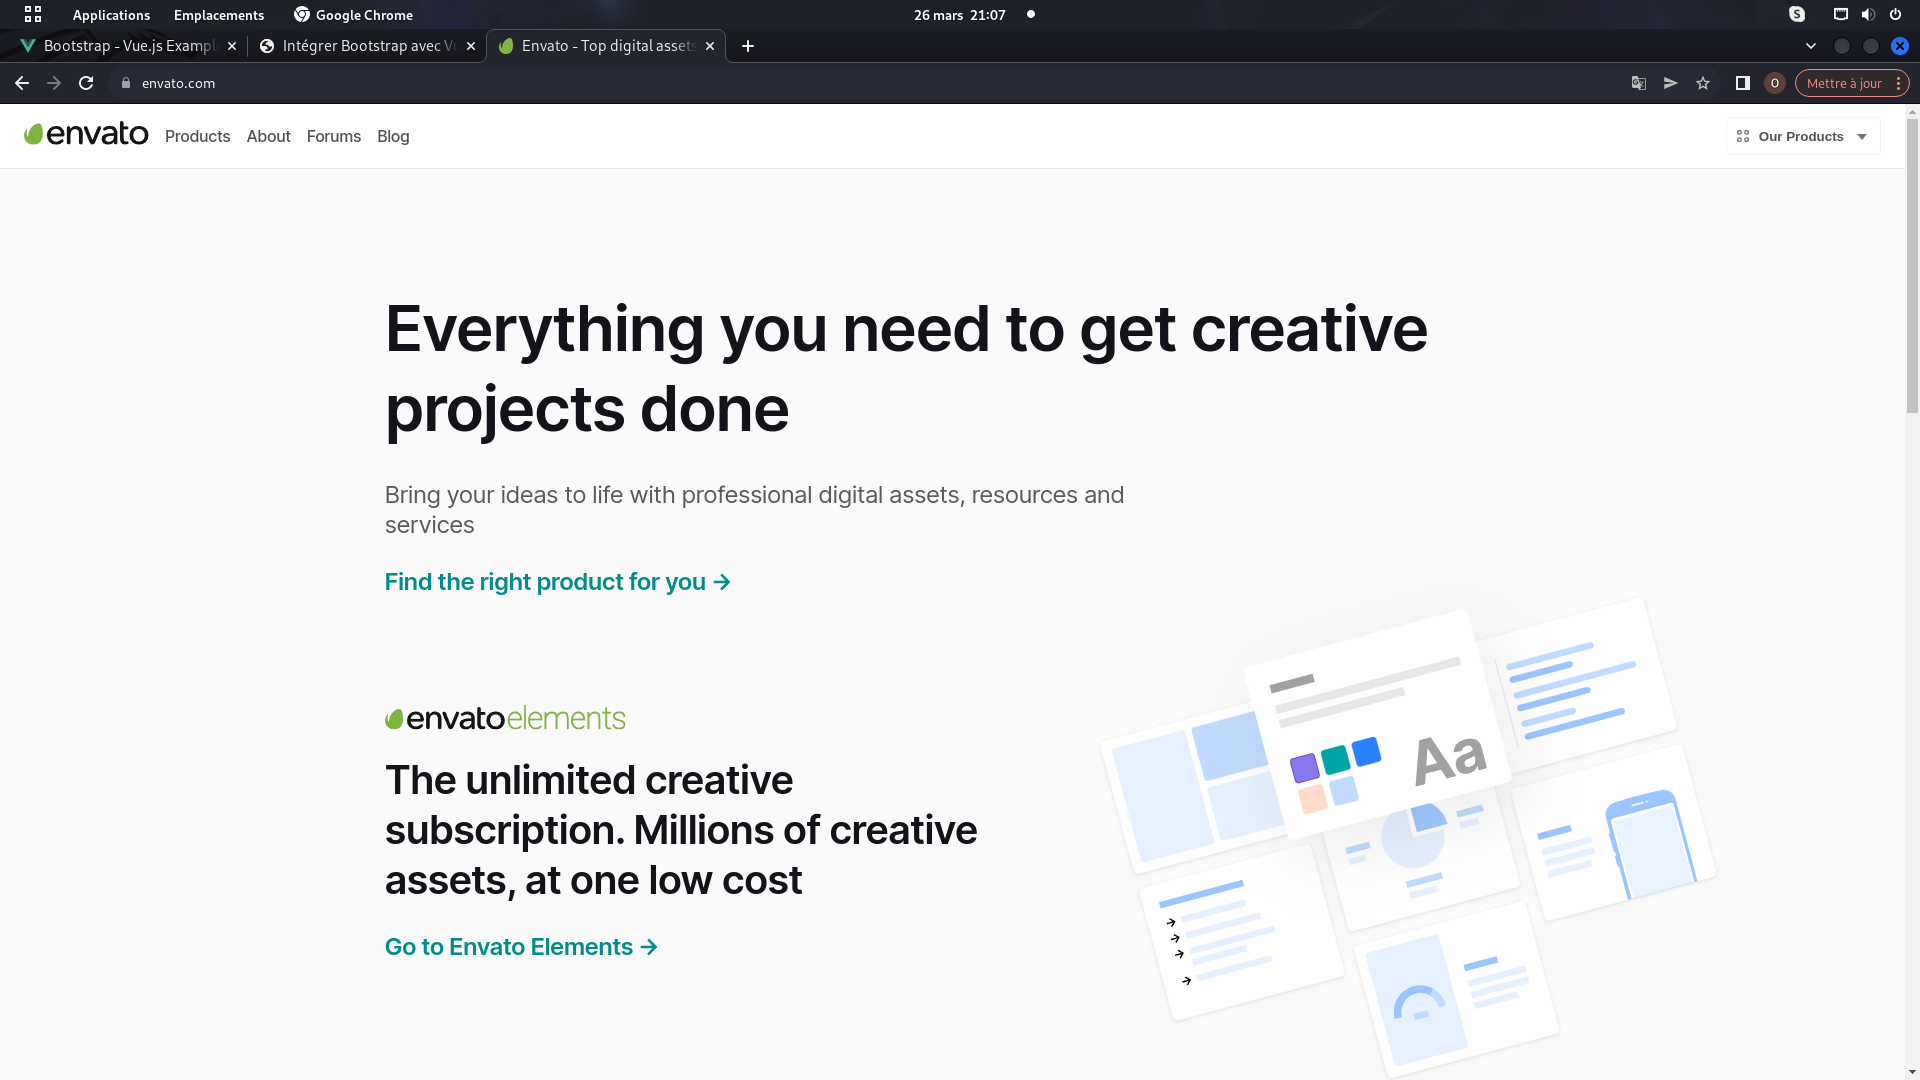 Applications Emplacements Google Chrome 26 mars 21:07
Bootstrap - Vue.js Exampl Intégrer Bootstrap avec Vu Envato - Top digital assets
envato.com O Mettre à jour
envato Products About Forums Blog Our Products
Everything you need to get creative
projects done
Bring your ideas to life with professional digital assets, resources and
services
Find the right product for you →
envatoelements
The unlimited creative
subscription. Millions of creative
assets, at one low cost
Go to Envato Elements →
Aa